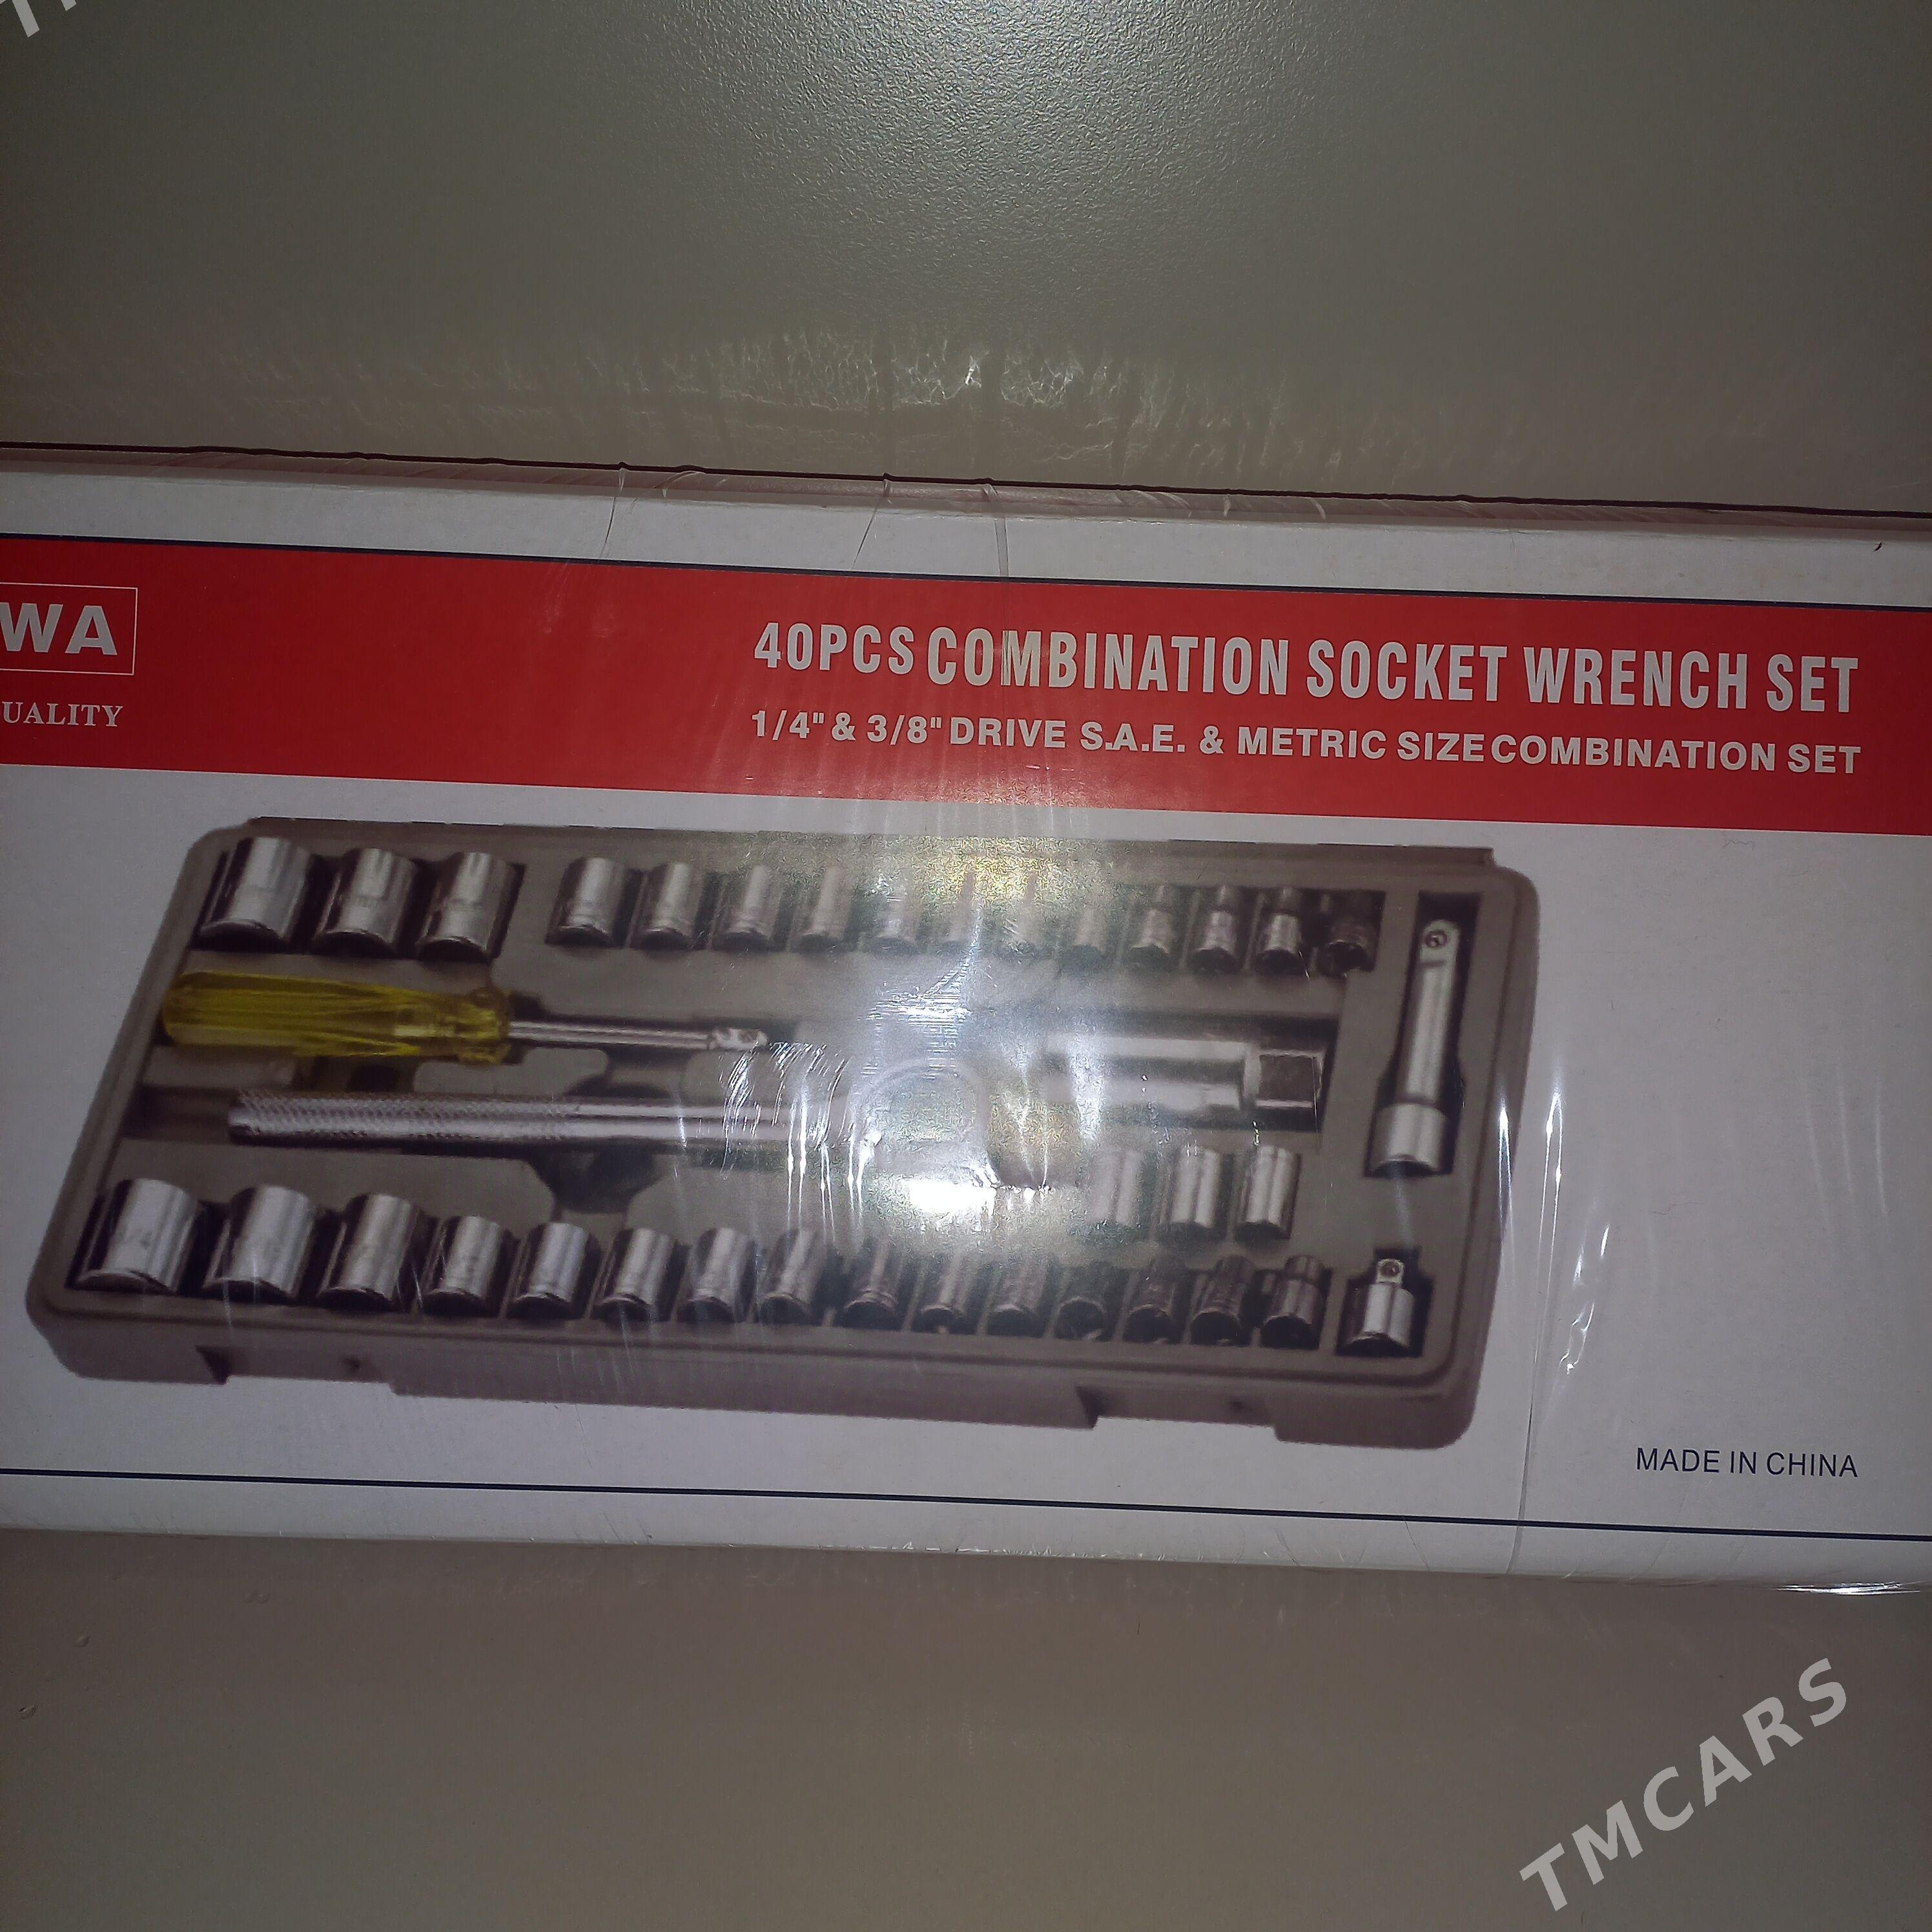 WA
UALITY
40PCS COMBINATION SOCKET WRENCH SET
1/4" & 3/8" DRIVE S.A.E. & METRIC SIZE COMBINATION SET
MADE IN CHINA
TMCARS